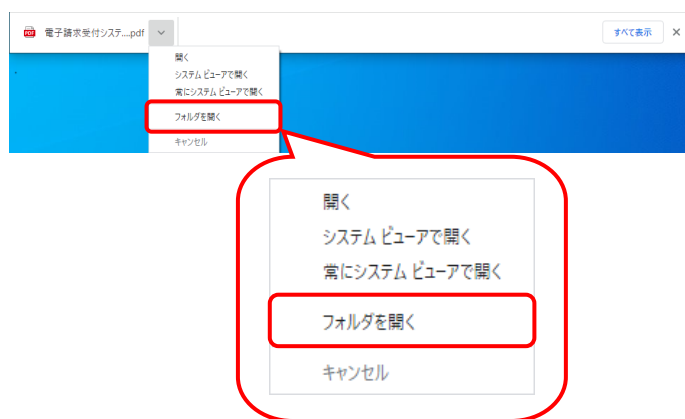 PDF 電子請求受付システ....pdf すべて表示
開く
システム ビューアで開く
常にシステム ビューアで開く
フォルダを開く
キャンセル
開く
システム ビューアで開く
常にシステム ビューアで開く
フォルダを開く
キャンセル